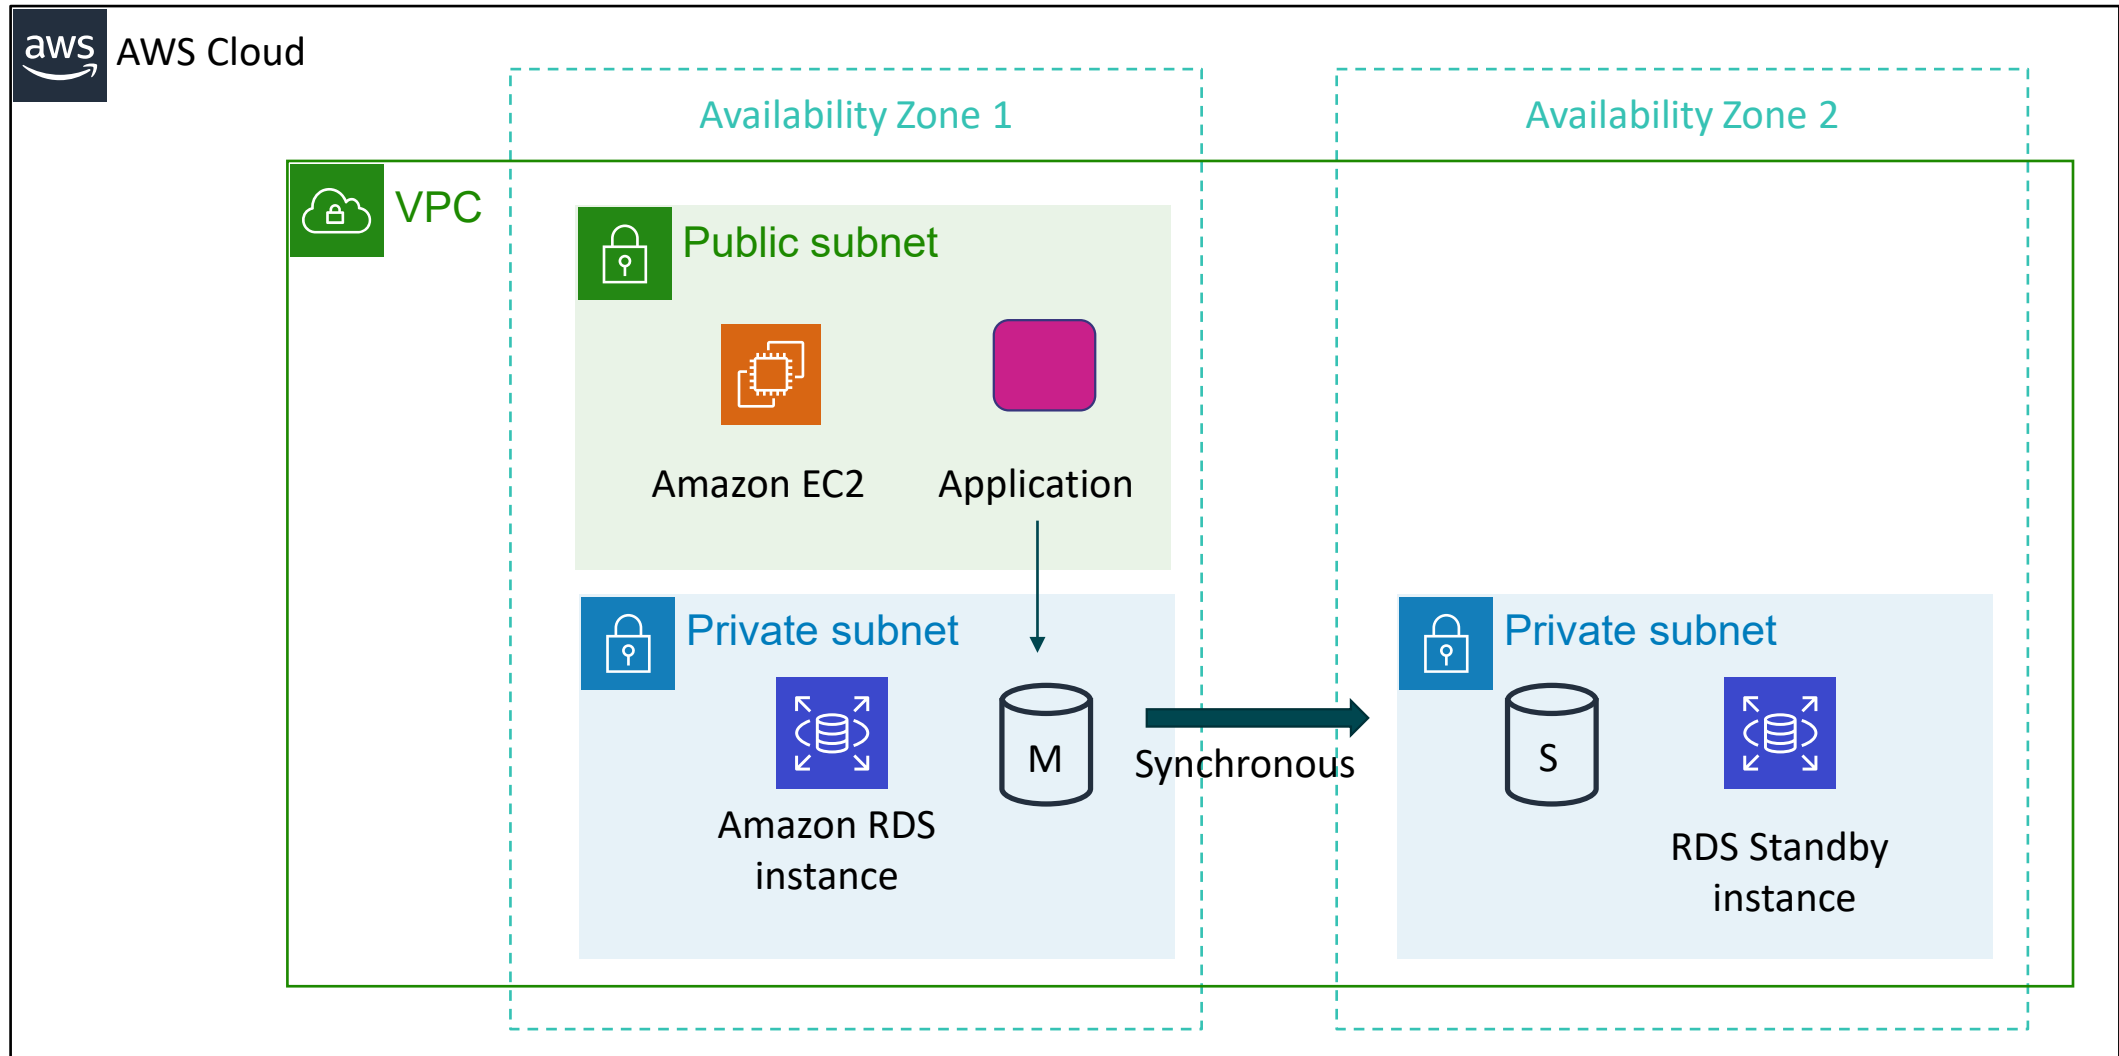 aws
AWS Cloud
Availability Zone 1
Availability Zone 2
VPC
Public subnet
Amazon EC2
Application
Private subnet
M
Amazon RDS
instance
Synchronous
Private subnet
S
RDS Standby
instance